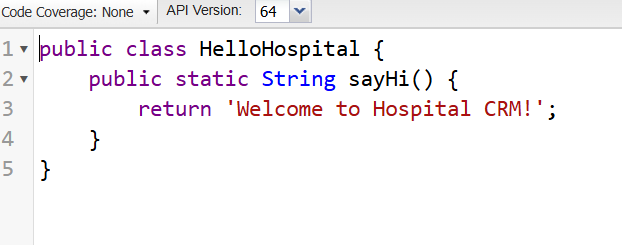 Code Coverage: None API Version: 64
1 public class HelloHospital {
2     public static String sayHi() {
3         return 'Welcome to Hospital CRM!';
4     }
5 }